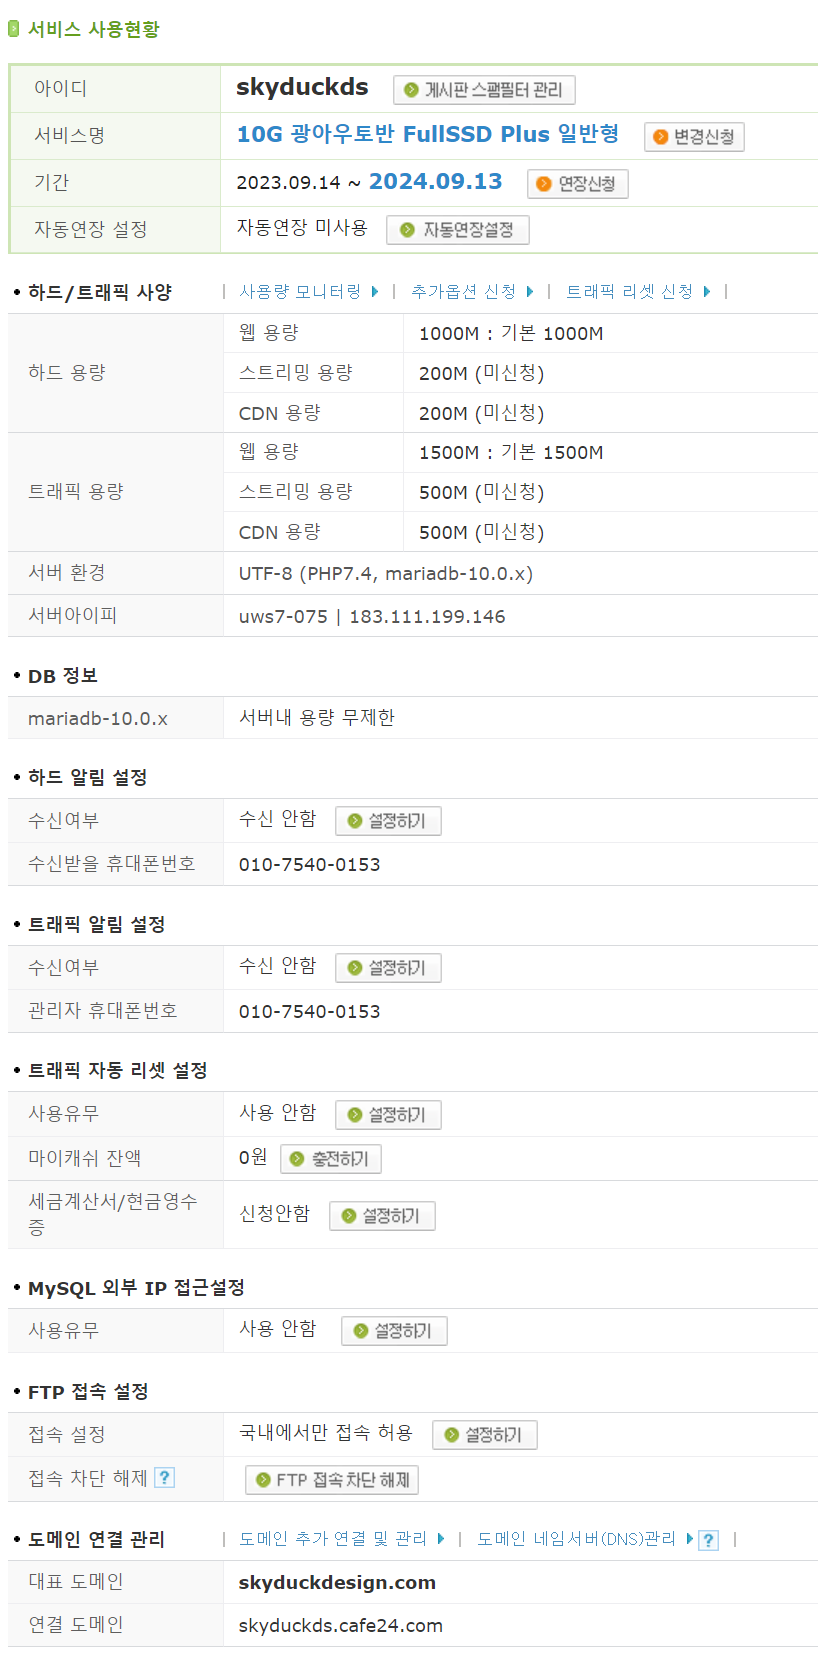 서비스 사용현황
아이디 skyduckds 게시판 스팸필터 관리
서비스명 10G 광아우토반 FullSSD Plus 일반형 변경신청
기간 2023.09.14 ~ 2024.09.13 연장신청
자동연장 설정 자동연장 미사용 자동연장설정
• 하드/트래픽 사양 | 사용량 모니터링 | 추가옵션 신청 | 트래픽 리셋 신청 |
하드 용량
웹 용량 1000M : 기본 1000M
스트리밍 용량 200M (미신청)
CDN 용량 200M (미신청)
트래픽 용량
웹 용량 1500M : 기본 1500M
스트리밍 용량 500M (미신청)
CDN 용량 500M (미신청)
서버 환경 UTF-8 (PHP7.4, mariadb-10.0.x)
서버아이피 uws7-075 | 183.111.199.146
• DB 정보
mariadb-10.0.x 서버내 용량 무제한
• 하드 알림 설정
수신여부 수신 안함 설정하기
수신받을 휴대폰번호 010-7540-0153
• 트래픽 알림 설정
수신여부 수신 안함 설정하기
관리자 휴대폰번호 010-7540-0153
• 트래픽 자동 리셋 설정
사용유무 사용 안함 설정하기
마이캐쉬 잔액 0원 충전하기
세금계산서/현금영수
증
신청안함 설정하기
• MySQL 외부 IP 접근설정
사용유무 사용 안함 설정하기
• FTP 접속 설정
접속 설정 국내에서만 접속 허용 설정하기
접속 차단 해제 ? FTP 접속 차단 해제
• 도메인 연결 관리 | 도메인 추가 연결 및 관리 | 도메인 네임서버(DNS)관리 ? |
대표 도메인 skyduckdesign.com
연결 도메인 skyduckds.cafe24.com